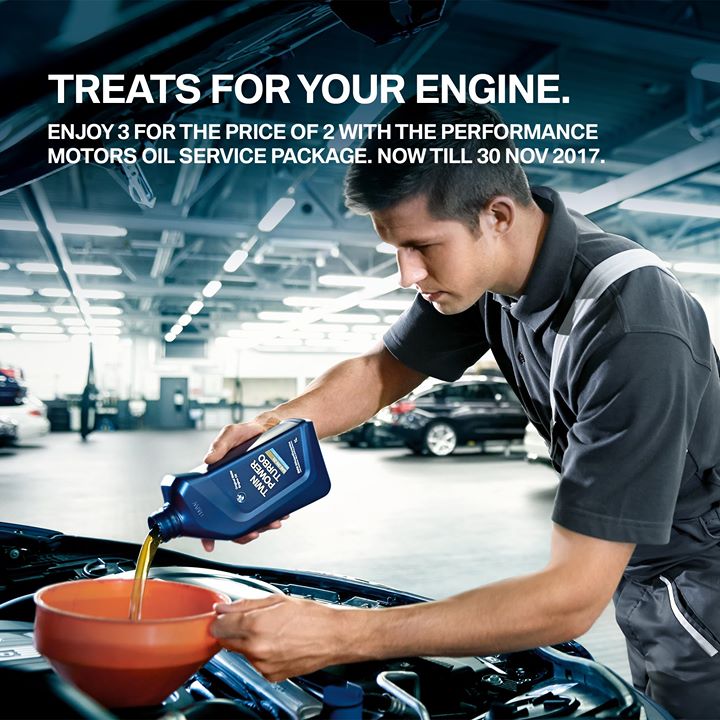 TREATS FOR YOUR ENGINE.
ENJOY 3 FOR THE PRICE OF 2 WITH THE PERFORMANCE
MOTORS OIL SERVICE PACKAGE. NOW TILL 30 NOV 2017.
TWIN
POWER
TURBO